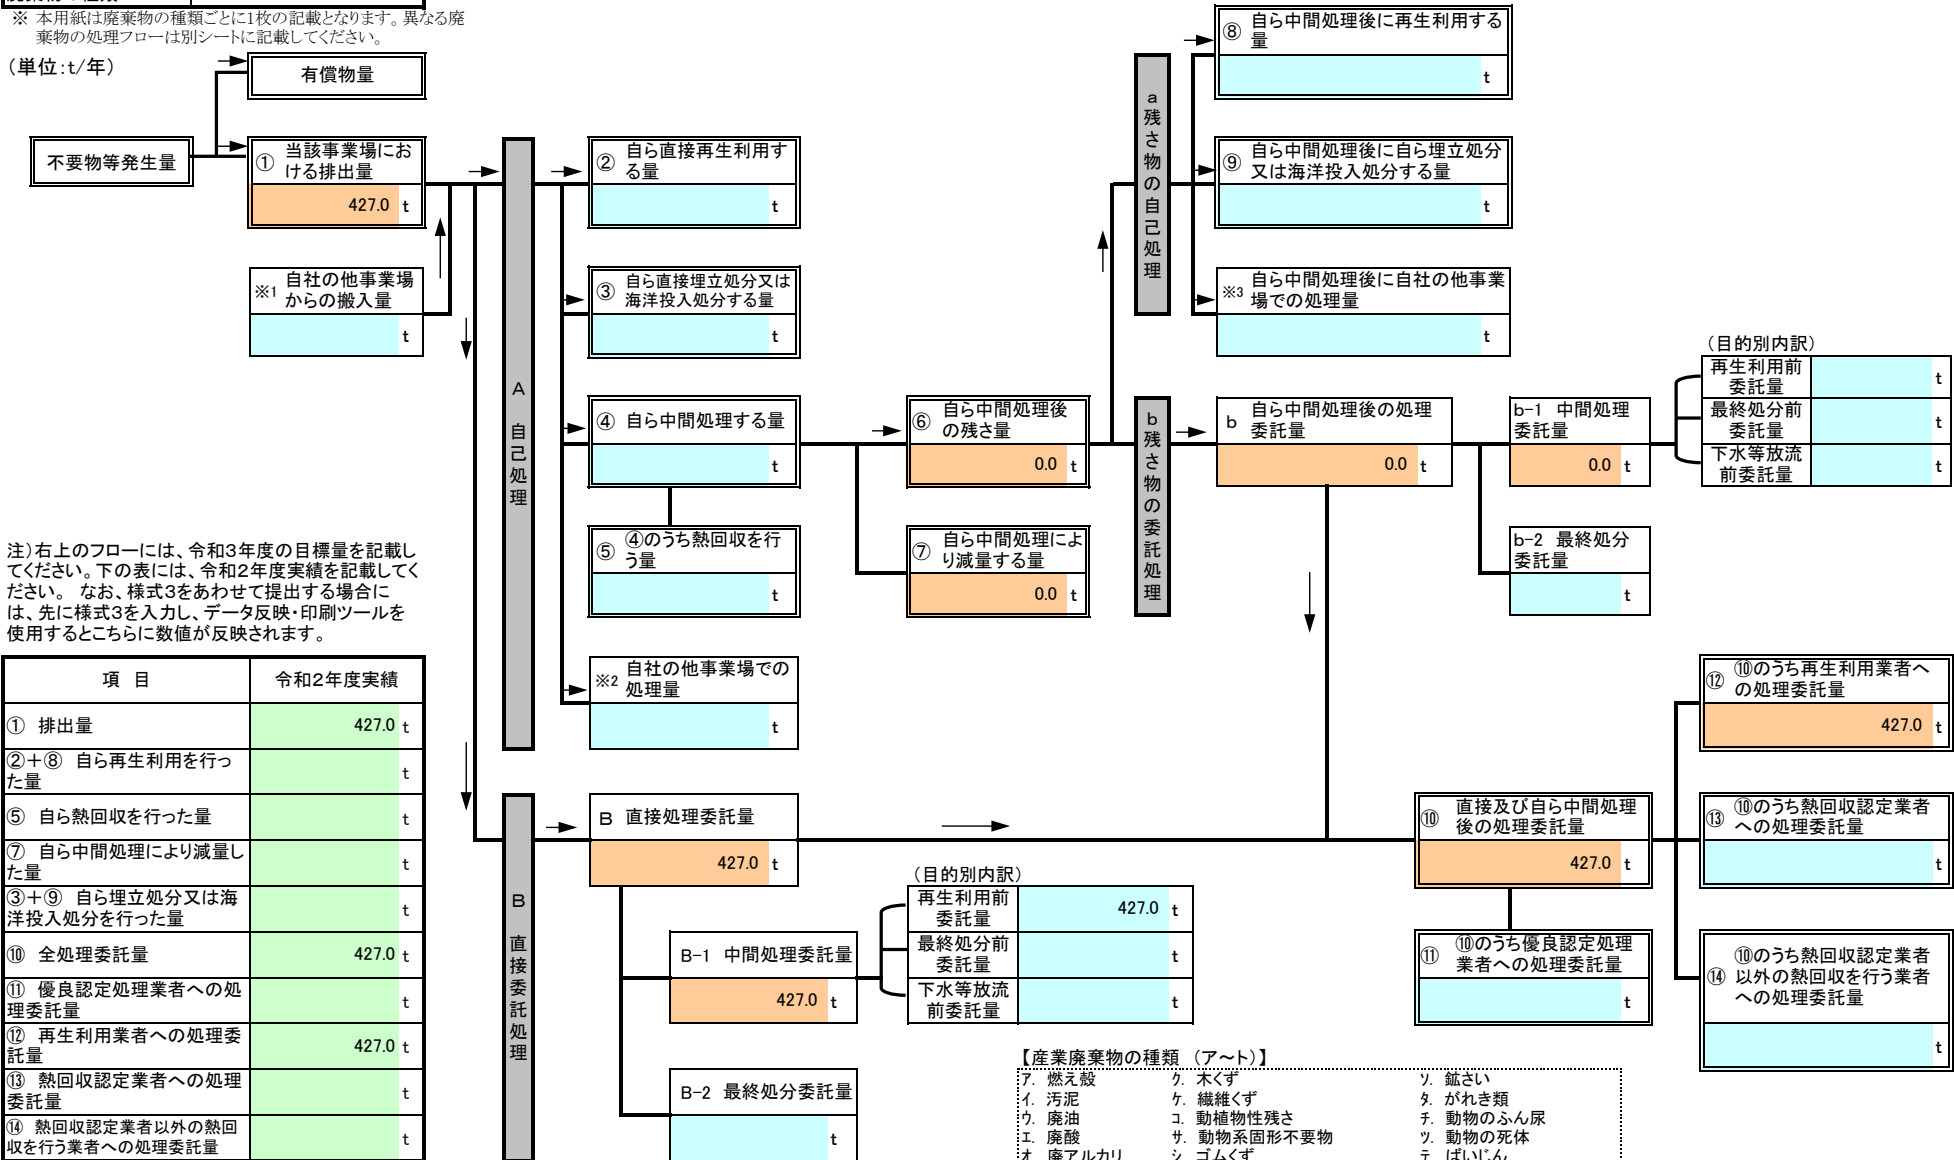 ※ 本用紙は廃棄物の種類ごとに1枚の記載となります。異なる廃
棄物の処理フローは別シートに記載してください。
（単位：t/年）
有償物量
不要物等発生量
① 当該事業場にお
ける排出量
427.0 t
※1 自社の他事業場
からの搬入量
t
A 自己処理
② 自ら直接再生利用す
る量
t
③ 自ら直接埋立処分又は
海洋投入処分する量
t
④ 自ら中間処理する量
t
⑤ ④のうち熱回収を行
う量
t
※2 自社の他事業場での
処理量
t
⑥ 自ら中間処理後
の残さ量
0.0 t
⑦ 自ら中間処理によ
り減量する量
0.0 t
a残さ物の自己処理
⑧ 自ら中間処理後に再生利用する
量
t
⑨ 自ら中間処理後に自ら埋立処分
又は海洋投入処分する量
t
※3 自ら中間処理後に自社の他事業
場での処理量
t
b残さ物の委託処理
b 自ら中間処理後の処理
委託量
0.0 t
b-1 中間処理
委託量
0.0 t
（目的別内訳）
再生利用前
委託量
t
最終処分前
委託量
t
下水等放流
前委託量
t
b-2 最終処分
委託量
t
注）右上のフローには、令和3年度の目標量を記載し
てください。下の表には、令和2年度実績を記載してく
ださい。 なお、様式3をあわせて提出する場合に
は、先に様式3を入力し、データ反映・印刷ツールを
使用するとこちらに数値が反映されます。
項 目 令和2年度実績
① 排出量 427.0 t
②＋⑧ 自ら再生利用を行っ
た量 t
⑤ 自ら熱回収を行った量 t
⑦ 自ら中間処理により減量し
た量 t
③＋⑨ 自ら埋立処分又は海
洋投入処分を行った量 t
⑩ 全処理委託量 427.0 t
⑪ 優良認定処理業者への処
理委託量 t
⑫ 再生利用業者への処理委
託量 427.0 t
⑬ 熱回収認定業者への処理
委託量 t
⑭ 熱回収認定業者以外の熱回
収を行う業者への処理委託量 t
B 直接委託処理
B 直接処理委託量
427.0 t
B-1 中間処理委託量
427.0 t
（目的別内訳）
再生利用前
委託量
427.0 t
最終処分前
委託量
t
下水等放流
前委託量
t
B-2 最終処分委託量
t
⑩ 直接及び自ら中間処理
後の処理委託量
427.0 t
⑪ ⑩のうち優良認定処理
業者への処理委託量
t
⑫ ⑩のうち再生利用業者へ
の処理委託量
427.0 t
⑬ ⑩のうち熱回収認定業者
への処理委託量
t
⑭ ⑩のうち熱回収認定業者
以外の熱回収を行う業者
への処理委託量
t
【産業廃棄物の種類 （ア～ト）】
ア. 燃え殻 ク. 木くず ソ. 鉱さい
イ. 汚泥 ケ. 繊維くず タ. がれき類
ウ. 廃油 コ. 動植物性残さ チ. 動物のふん尿
エ. 廃酸 サ. 動物系固形不要物 ツ. 動物の死体
オ. 廃アルカリ シ. ゴムくず テ. ばいじん